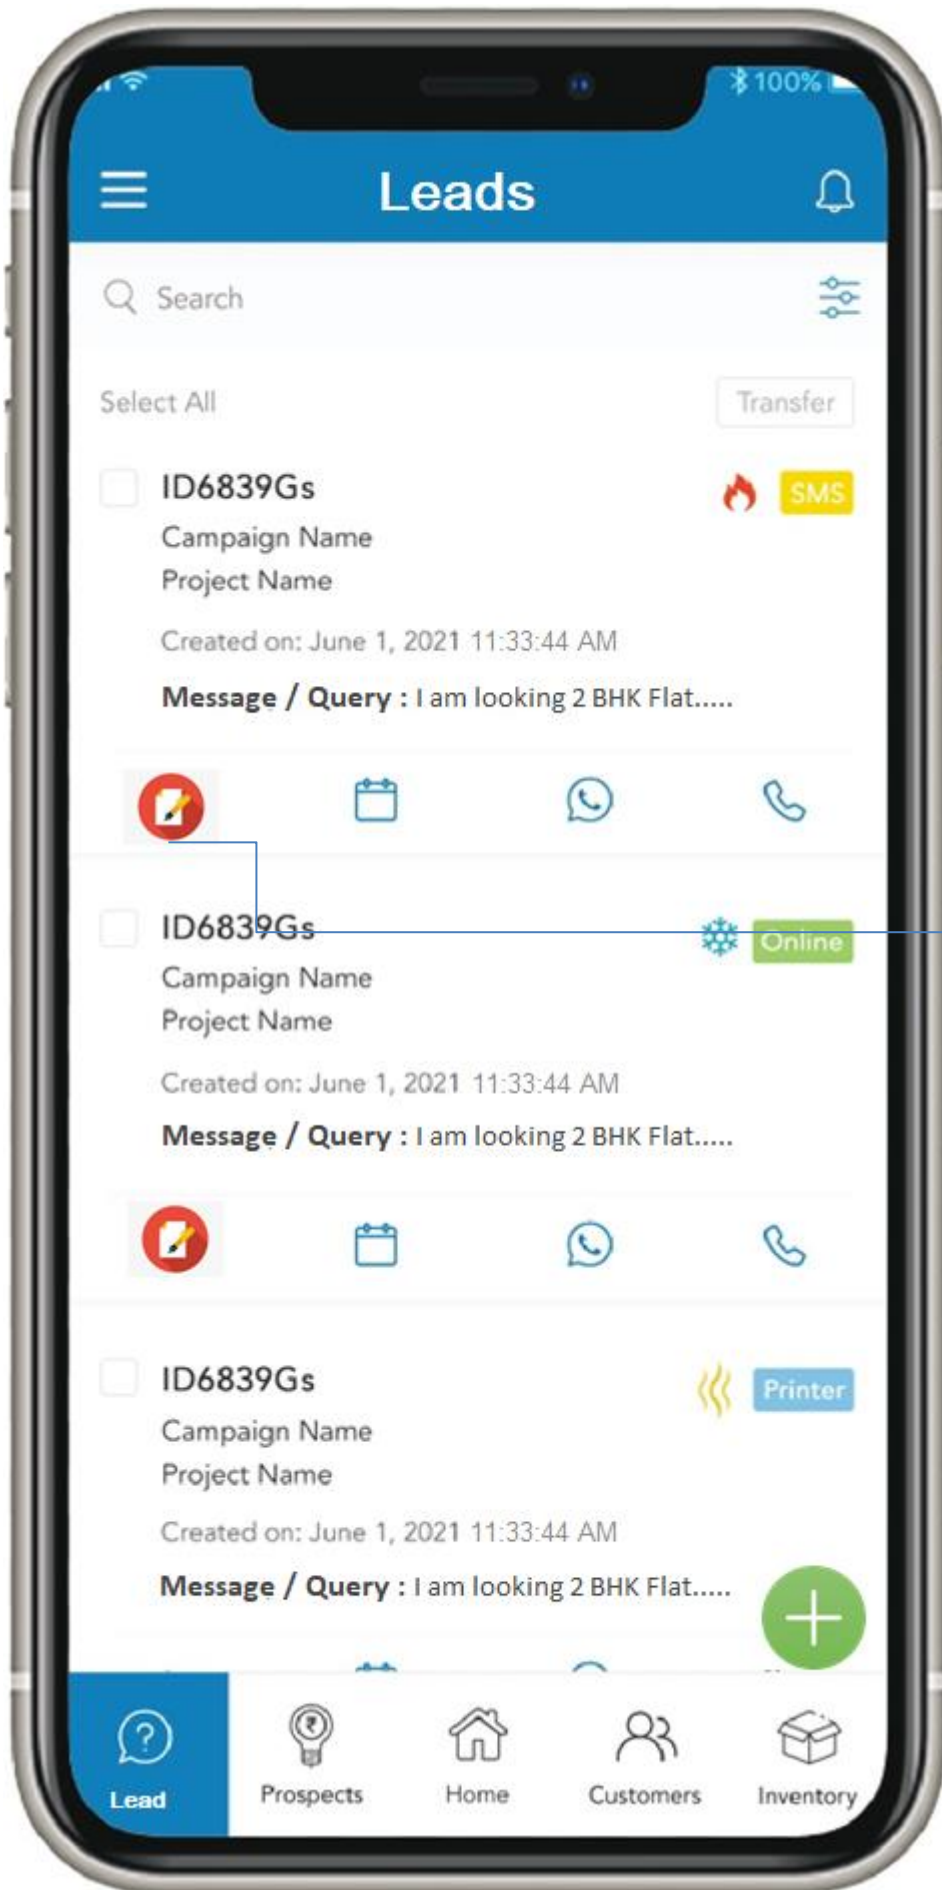 100%
Leads
Search
Select All
Transfer
ID6839Gs
SMS
Campaign Name
Project Name
Created on: June 1, 2021 11:33:44 AM
Message / Query : I am looking 2 BHK Flat.....
ID6839Gs
Online
Campaign Name
Project Name
Created on: June 1, 2021 11:33:44 AM
Message / Query : I am looking 2 BHK Flat.....
ID6839Gs
Printer
Campaign Name
Project Name
Created on: June 1, 2021 11:33:44 AM
Message / Query : I am looking 2 BHK Flat.....
Lead
Prospects
Home
Customers
Inventory